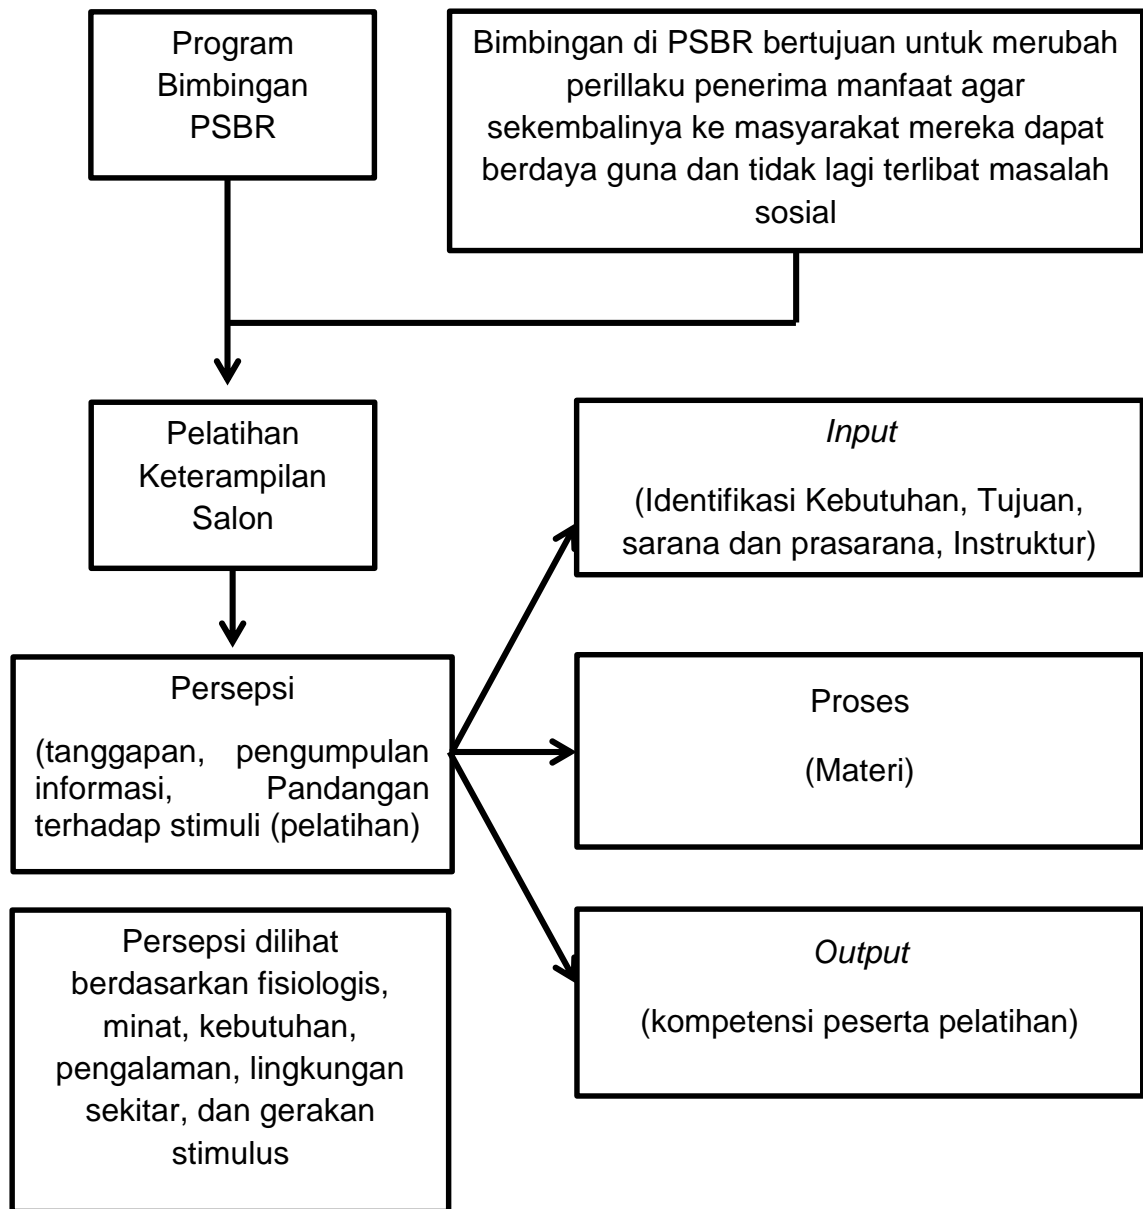 Program
Bimbingan
PSBR
Bimbingan di PSBR bertujuan untuk merubah
perillaku penerima manfaat agar
sekembalinya ke masyarakat mereka dapat
berdaya guna dan tidak lagi terlibat masalah
sosial
Pelatihan
Keterampilan
Salon
Input
(Identifikasi Kebutuhan, Tujuan,
sarana dan prasarana, Instruktur)
Persepsi
(tanggapan, pengumpulan
informasi, Pandangan
terhadap stimuli (pelatihan)
Proses
(Materi)
Persepsi dilihat
berdasarkan fisiologis,
minat, kebutuhan,
pengalaman, lingkungan
sekitar, dan gerakan
stimulus
Output
(kompetensi peserta pelatihan)